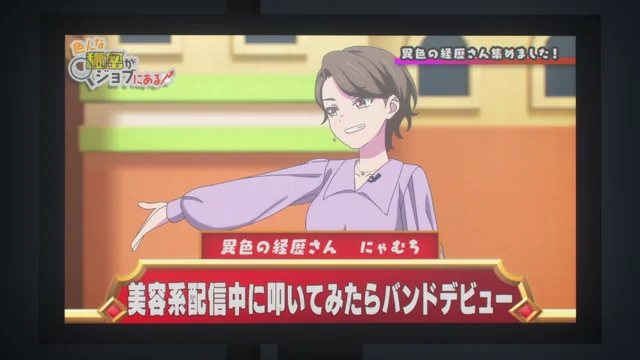 色んな
秘密が
ジョブにある
異色の経歴さん集めました！
異色の経歴さん　にゃむち
美容系配信中に叩いてみたらバンドデビュー